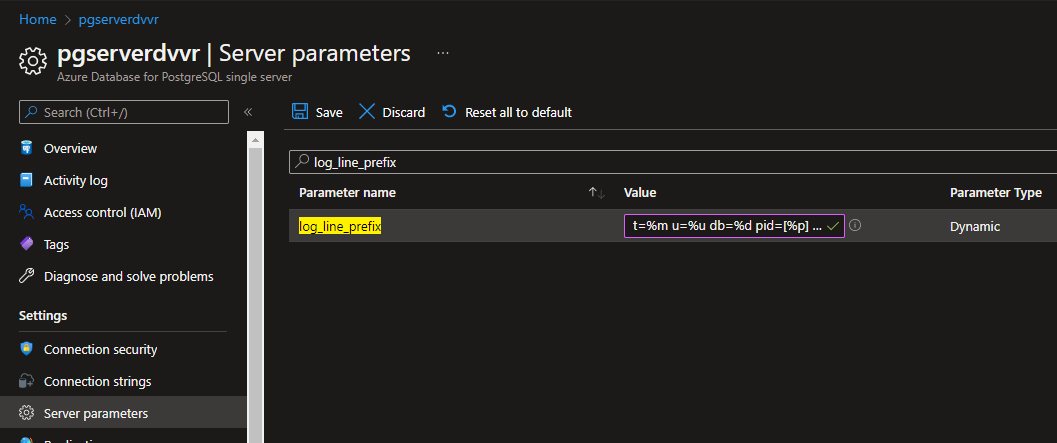 Home > pgserverdvvr
pgserverdvvr | Server parameters ...
Azure Database for PostgreSQL single server
Search (Ctrl+/) «
Overview
Activity log
Access control (IAM)
Tags
Diagnose and solve problems
Settings
Connection security
Connection strings
Server parameters
Save Discard Reset all to default
log_line_prefix
Parameter name ↑↓ Value Parameter Type
log_line_prefix t=%m u=%u db=%d pid=[%p] ... Dynamic